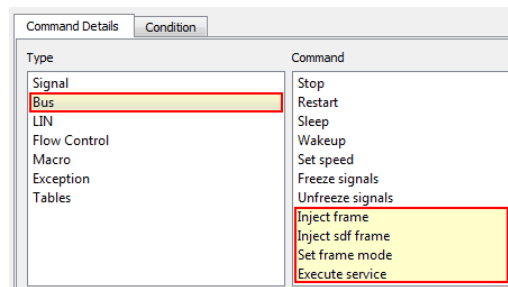 Command Details Condition
Type Command
Signal
Bus
LIN
Flow Control
Macro
Exception
Tables
Stop
Restart
Sleep
Wakeup
Set speed
Freeze signals
Unfreeze signals
Inject frame
Inject sdf frame
Set frame mode
Execute service